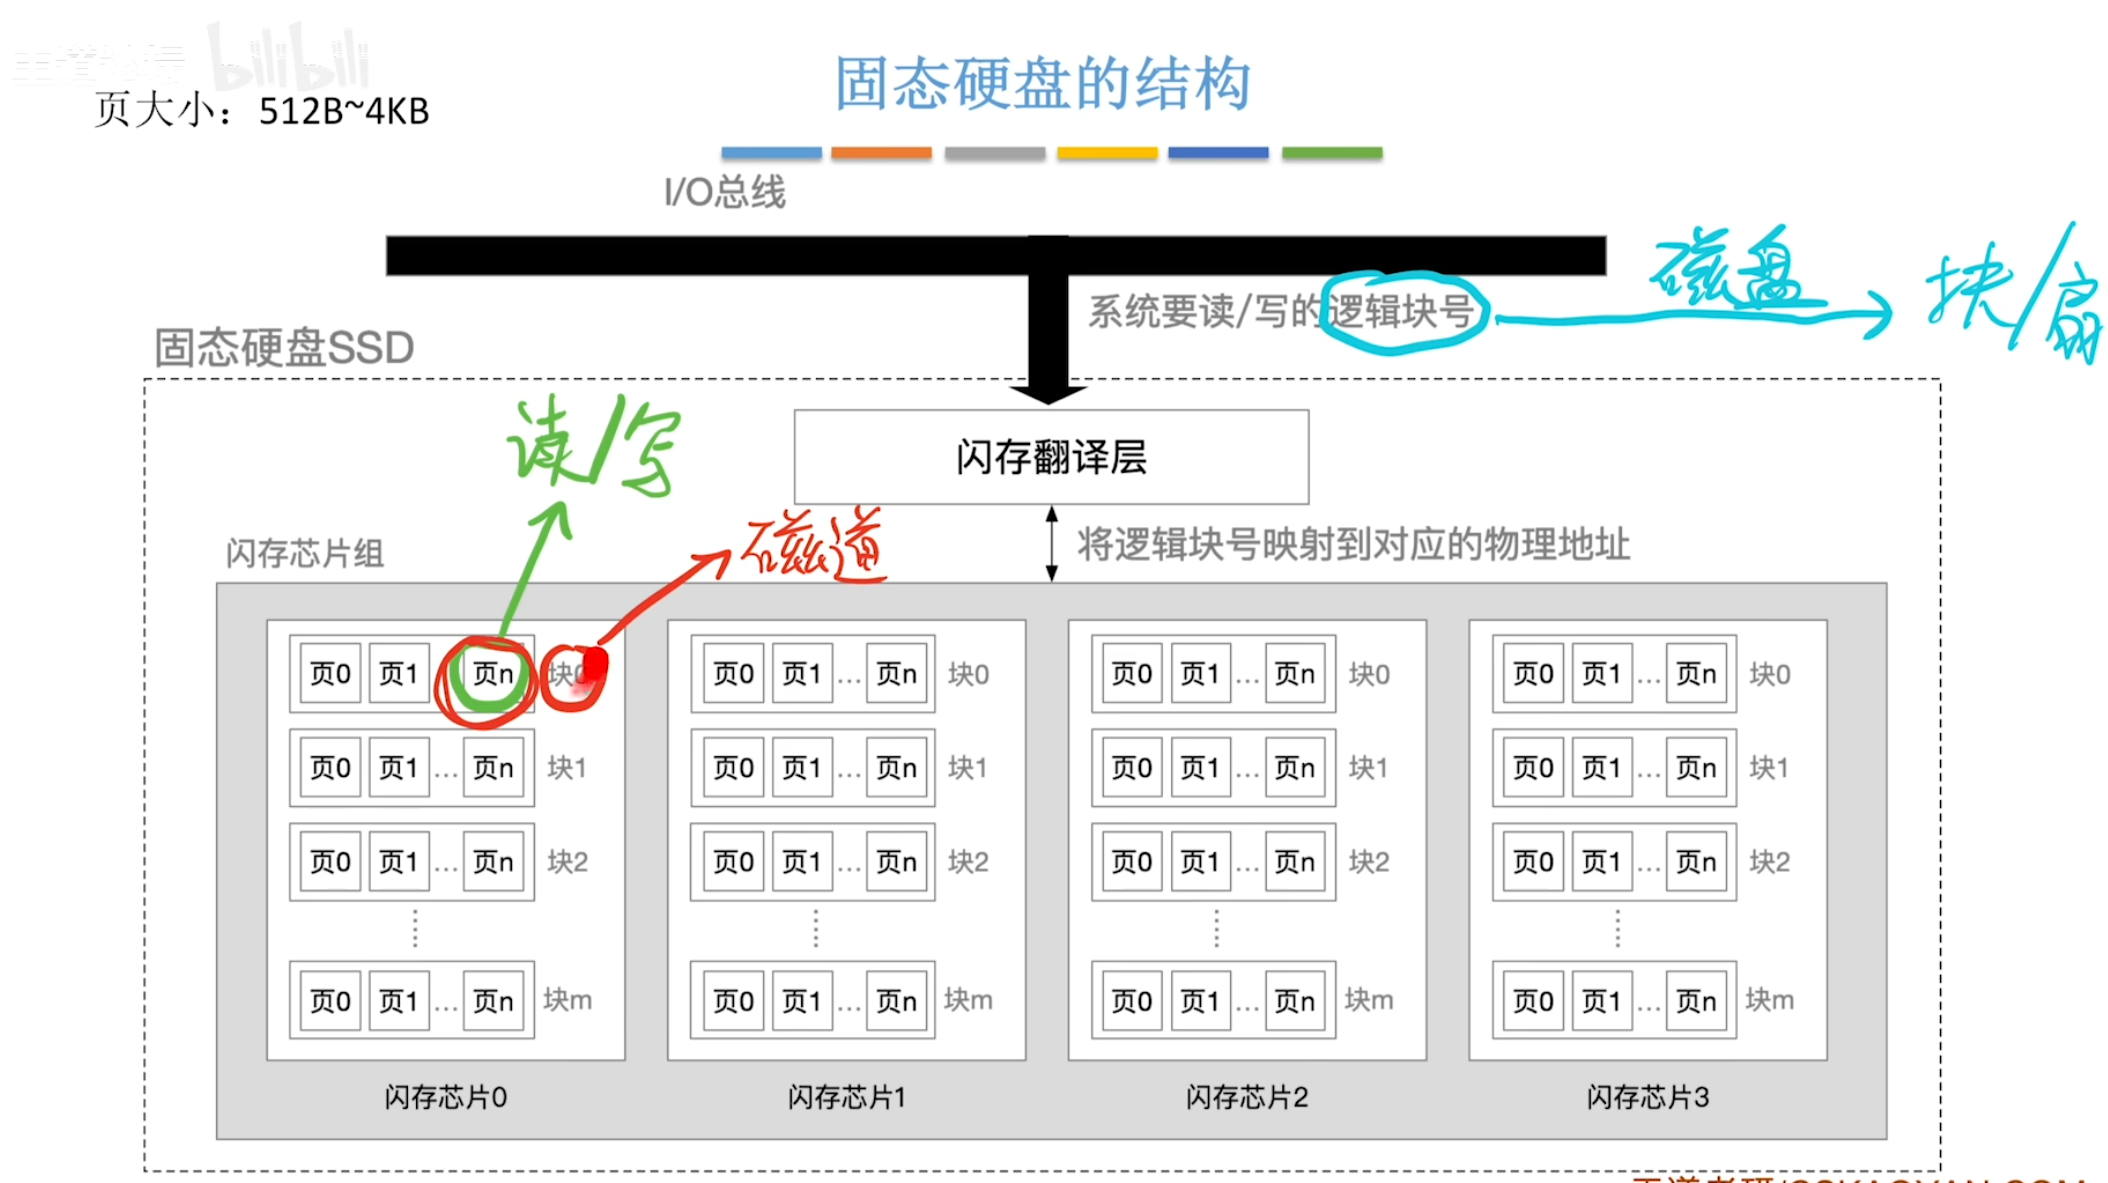 bilibili
固态硬盘的结构
页大小：512B~4KB
I/O总线
系统要读/写的逻辑块号
磁盘
块/扇
固态硬盘SSD
读/写
闪存翻译层
磁道
将逻辑块号映射到对应的物理地址
闪存芯片组
页0 页1 页n 块0 页0 页1 … 页n 块0 页0 页1 … 页n 块0 页0 页1 … 页n 块0
页0 页1 … 页n 块1 页0 页1 … 页n 块1 页0 页1 … 页n 块1 页0 页1 … 页n 块1
页0 页1 … 页n 块2 页0 页1 … 页n 块2 页0 页1 … 页n 块2 页0 页1 … 页n 块2
页0 页1 … 页n 块m 页0 页1 … 页n 块m 页0 页1 … 页n 块m 页0 页1 … 页n 块m
闪存芯片0 闪存芯片1 闪存芯片2 闪存芯片3